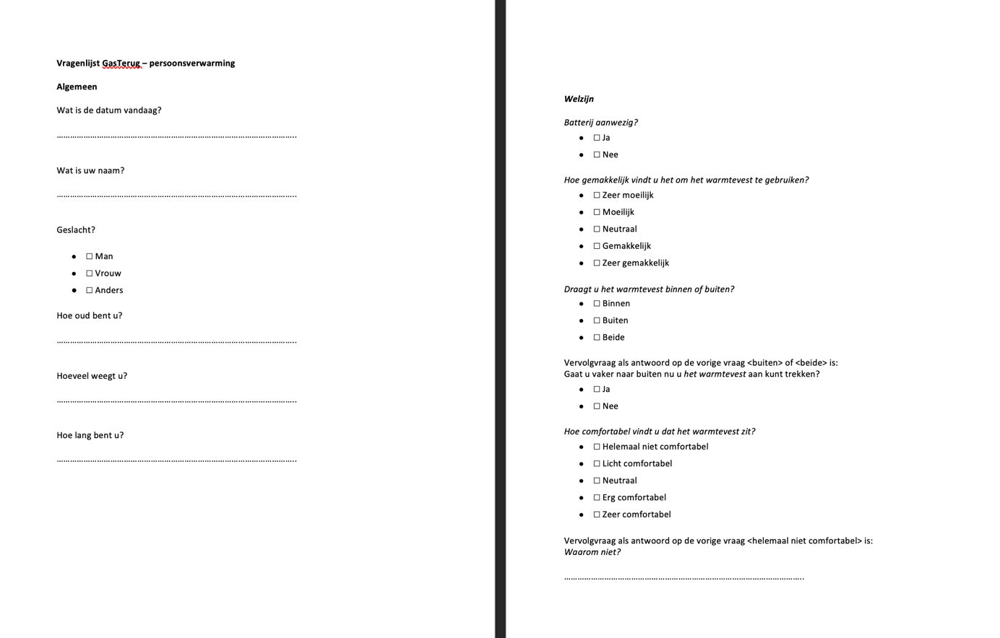 Vragenlijst GasTerug – persoonsverwarming
Algemeen
Wat is de datum vandaag?
……………………………………………………………………………………………..
Wat is uw naam?
……………………………………………………………………………………………..
Geslacht?
● ☐ Man
● ☐ Vrouw
● ☐ Anders
Hoe oud bent u?
……………………………………………………………………………………………..
Hoeveel weegt u?
……………………………………………………………………………………………..
Hoe lang bent u?
……………………………………………………………………………………………..
Welzijn
Batterij aanwezig?
● ☐ Ja
● ☐ Nee
Hoe gemakkelijk vindt u het om het warmtevest te gebruiken?
● ☐ Zeer moeilijk
● ☐ Moeilijk
● ☐ Neutraal
● ☐ Gemakkelijk
● ☐ Zeer gemakkelijk
Draagt u het warmtevest binnen of buiten?
● ☐ Binnen
● ☐ Buiten
● ☐ Beide
Vervolgvraag als antwoord op de vorige vraag <buiten> of <beide> is:
Gaat u vaker naar buiten nu u het warmtevest aan kunt trekken?
● ☐ Ja
● ☐ Nee
Hoe comfortabel vindt u dat het warmtevest zit?
● ☐ Helemaal niet comfortabel
● ☐ Licht comfortabel
● ☐ Neutraal
● ☐ Erg comfortabel
● ☐ Zeer comfortabel
Vervolgvraag als antwoord op de vorige vraag <helemaal niet comfortabel> is:
Waarom niet?
……………………………………………………………………………………………..